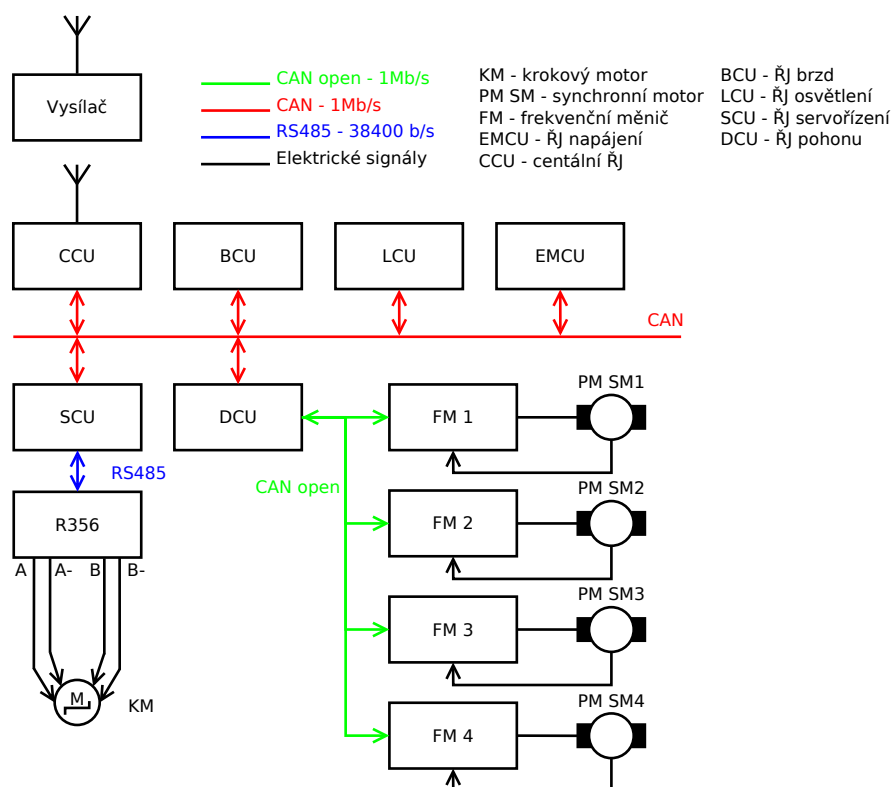 Vysílač
CAN open - 1Mb/s
CAN - 1Mb/s
RS485 - 38400 b/s
Elektrické signály
KM - krokový motor
PM SM - synchronní motor
FM - frekvenční měnič
EMCU - ŘJ napájení
CCU - centální ŘJ
BCU - ŘJ brzd
LCU - ŘJ osvětlení
SCU - ŘJ servořízení
DCU - ŘJ pohonu
CCU
BCU
LCU
EMCU
CAN
SCU
DCU
FM 1
PM SM1
RS485
CAN open
R356
FM 2
PM SM2
A
A-
B
B-
FM 3
PM SM3
M
KM
FM 4
PM SM4